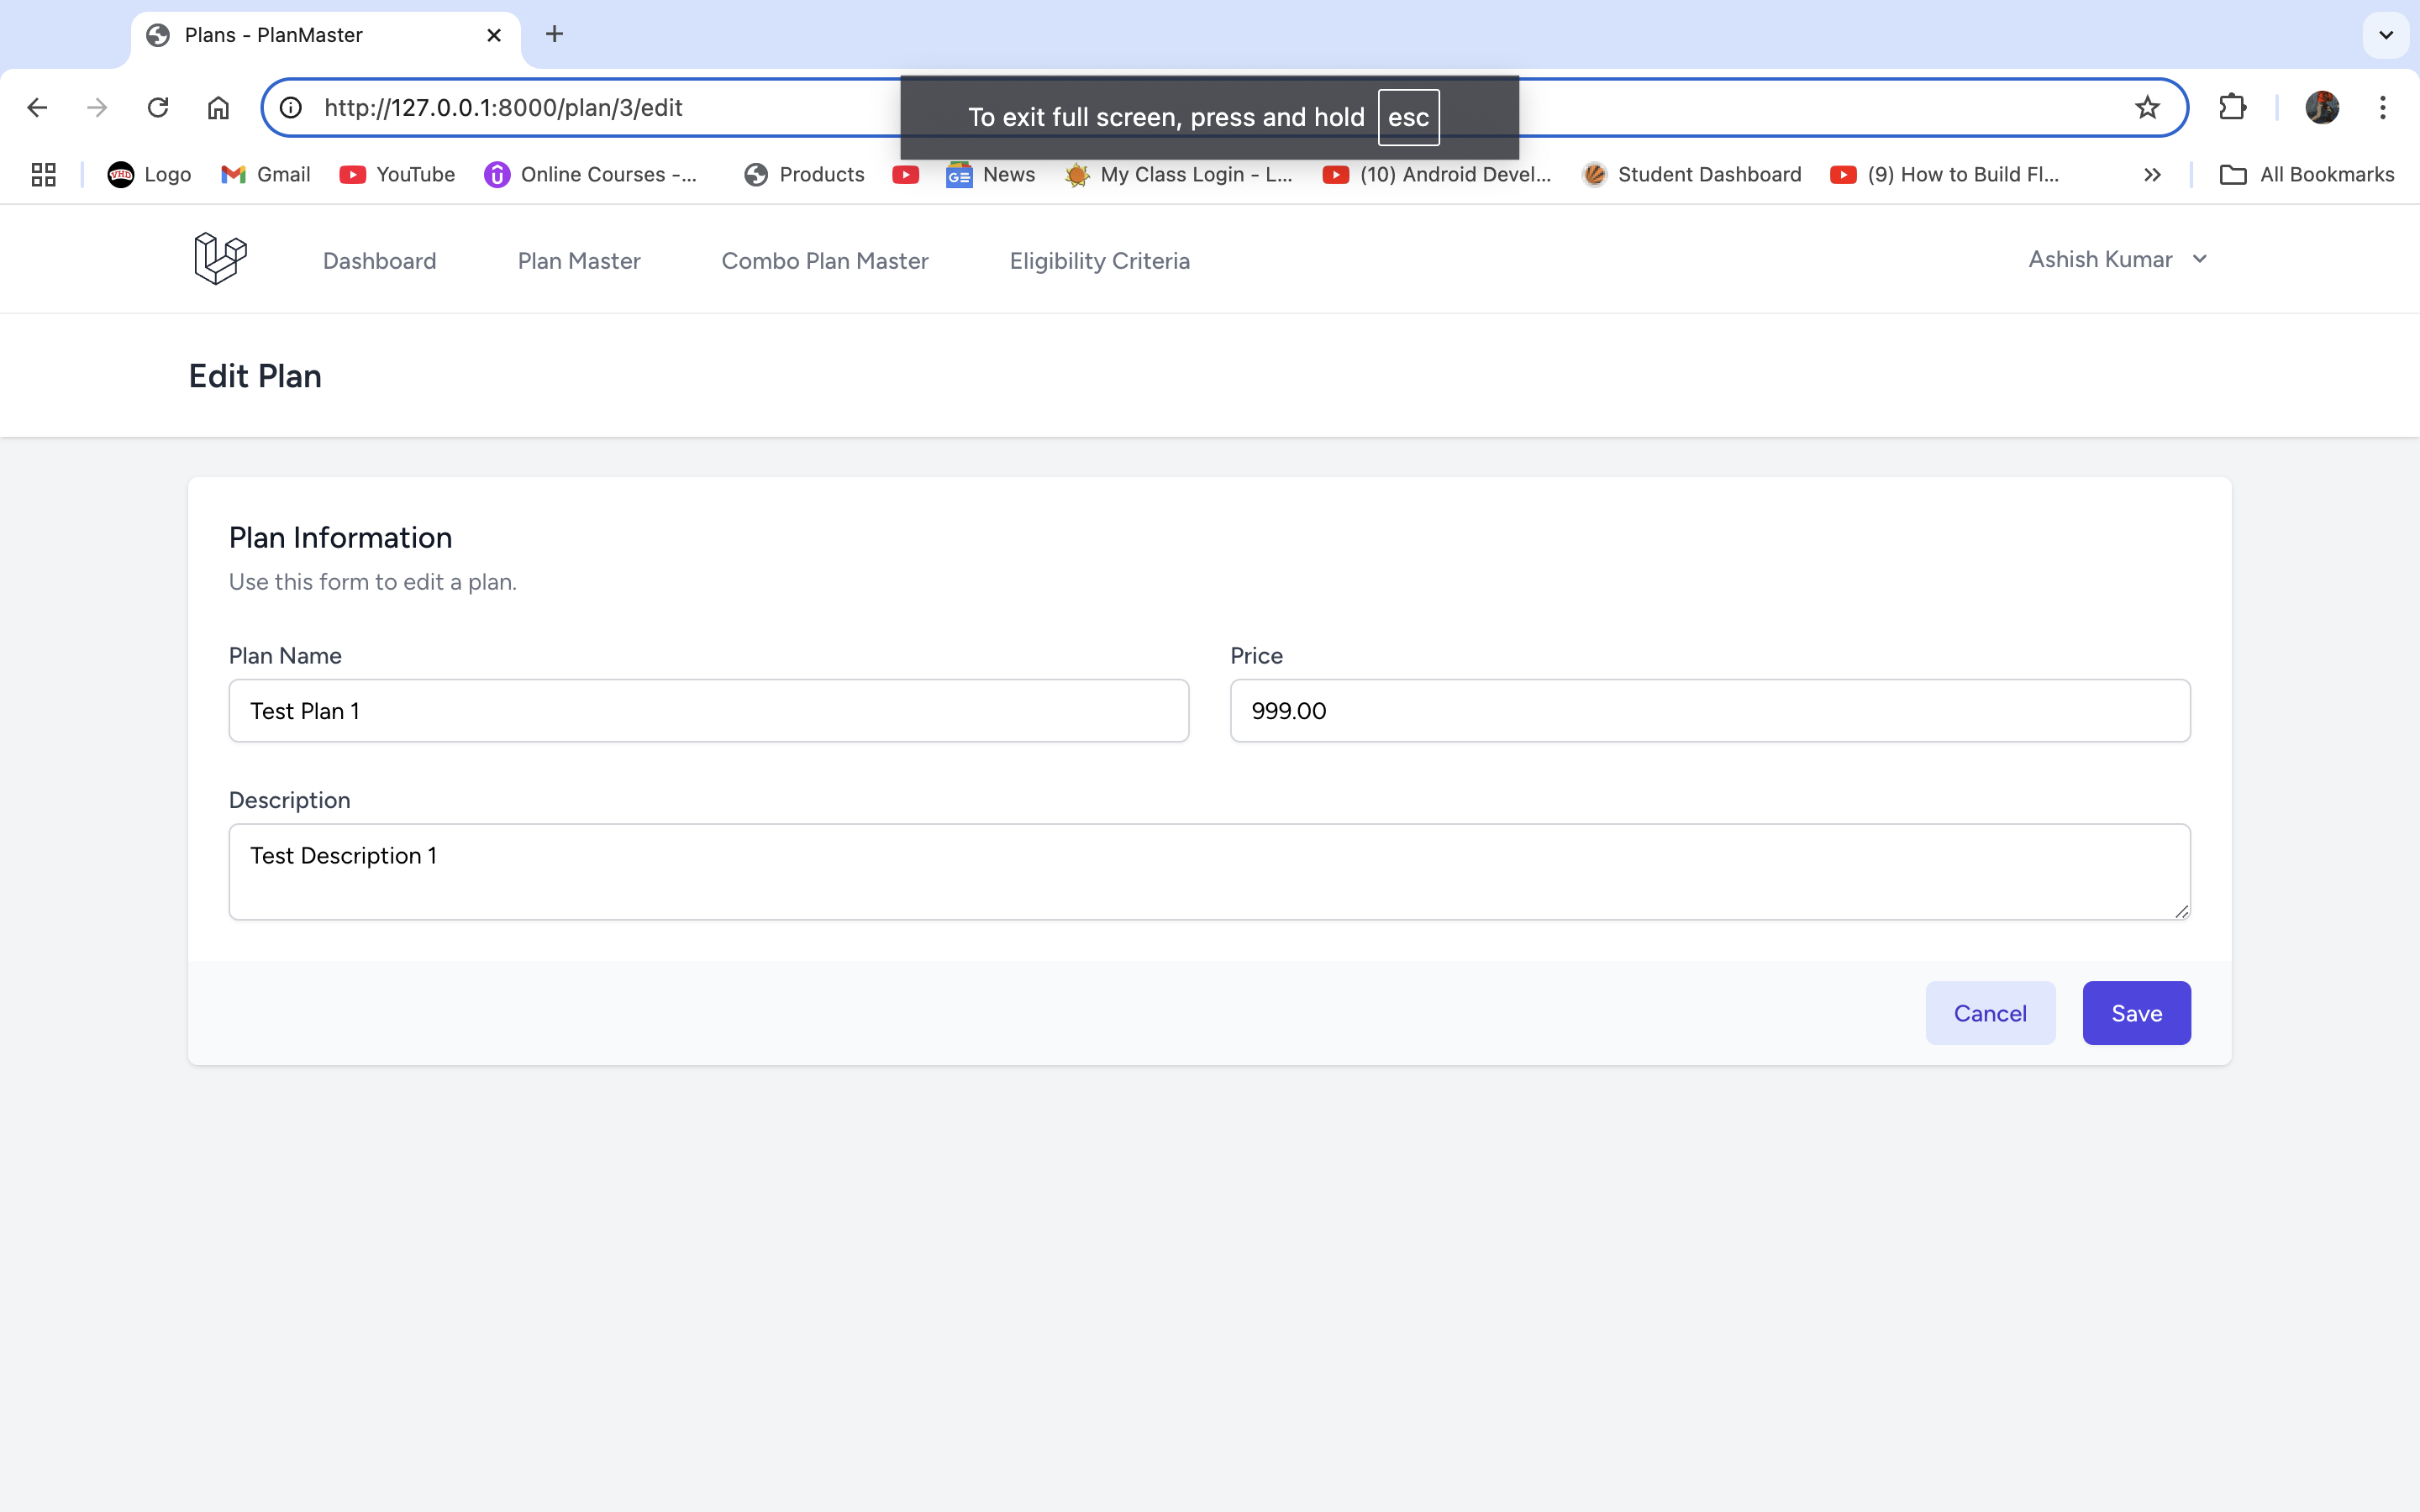 Plans - PlanMaster
http://127.0.0.1:8000/plan/3/edit
To exit full screen, press and hold esc
VHD Logo
Gmail
YouTube
Online Courses -...
Products
GE News
My Class Login - L...
(10) Android Devel...
Student Dashboard
(9) How to Build Fl...
All Bookmarks
Dashboard
Plan Master
Combo Plan Master
Eligibility Criteria
Ashish Kumar
Edit Plan
Plan Information
Use this form to edit a plan.
Plan Name
Price
Test Plan 1
999.00
Description
Test Description 1
Cancel
Save